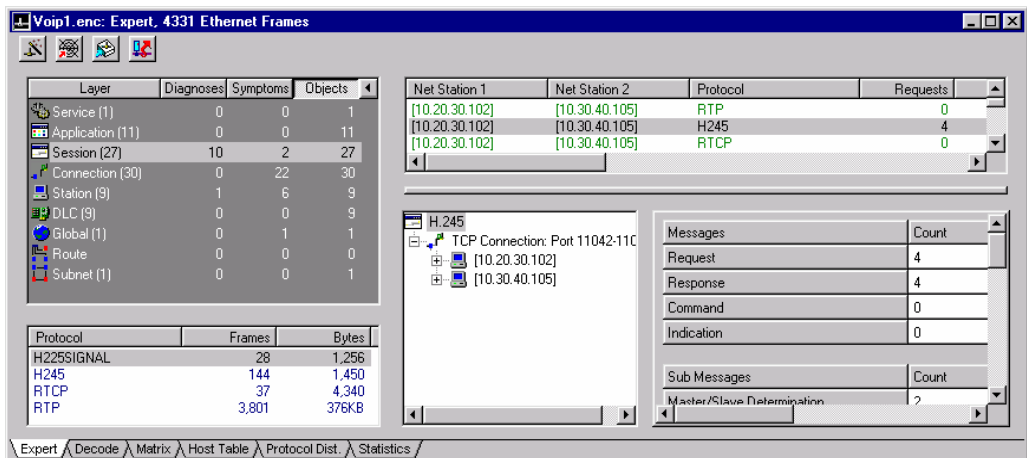 Voip1.enc: Expert, 4331 Ethernet Frames
Layer Diagnoses Symptoms Objects
Service (1) 0 0 1
Application (11) 0 0 11
Session (27) 10 2 27
Connection (30) 0 22 30
Station (9) 1 6 9
DLC (9) 0 0 9
Global (1) 0 1 1
Route 0 0 0
Subnet (1) 0 0 1
Protocol Frames Bytes
H225SIGNAL 28 1,256
H245 144 1,450
RTCP 37 4,340
RTP 3,801 376KB
Net Station 1 Net Station 2 Protocol Requests
[10.20.30.102] [10.30.40.105] RTP 0
[10.20.30.102] [10.30.40.105] H245 4
[10.20.30.102] [10.30.40.105] RTCP 0
H.245
TCP Connection: Port 11042-110
[10.20.30.102]
[10.30.40.105]
Messages Count
Request 4
Response 4
Command 0
Indication 0
Sub Messages Count
Master/Slave Determination 2
Expert Decode Matrix Host Table Protocol Dist. Statistics